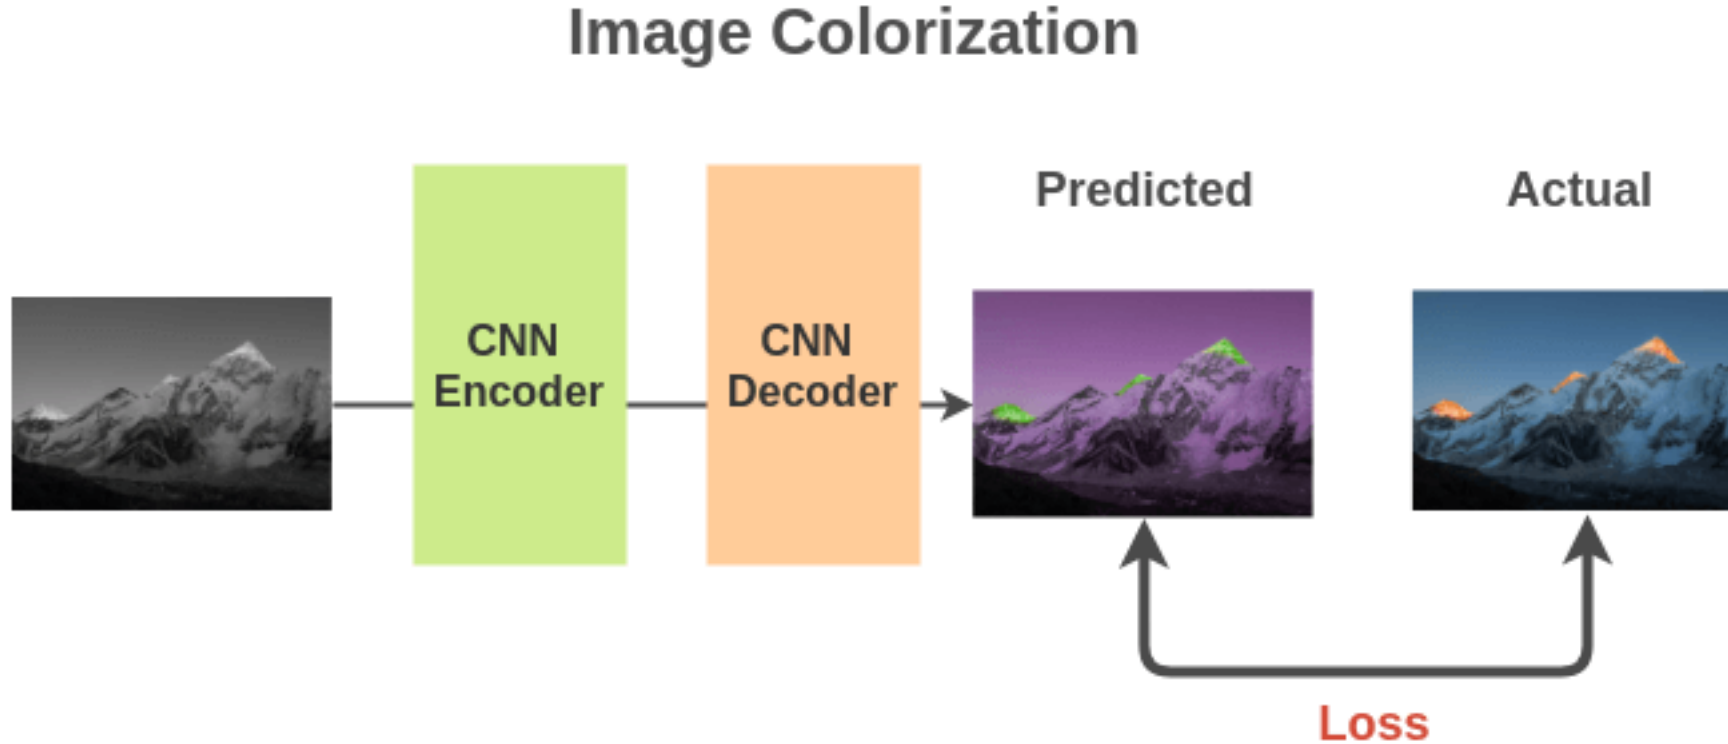 Image Colorization
Predicted
Actual
CNN
Encoder
CNN
Decoder
Loss